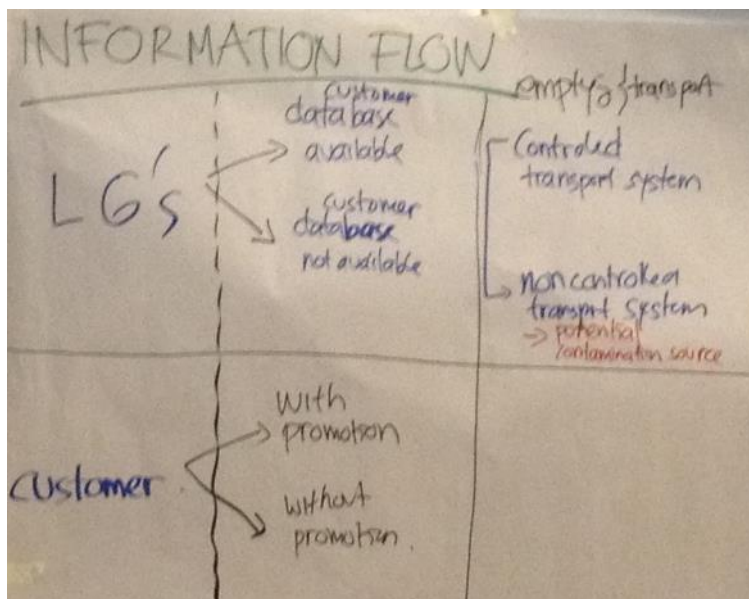 INFORMATION FLOW
LG's
customer
database
available
customer
database
not available
transport
Controled
transport system
noncontroled
transport system
→ potential
contamination source
customer
with
promotion
without
promotion.